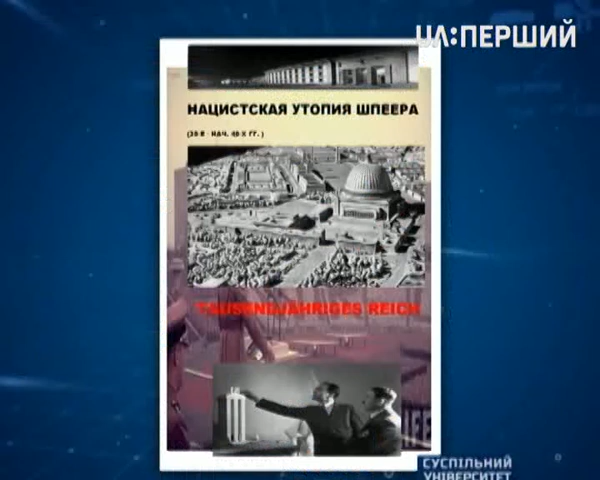 UA:ПЕРШИЙ
НАЦИСТСКАЯ УТОПИЯ ШПЕЕРА
TAUSENDJÄHRIGES REICH
СУСПІЛЬНИЙ
УНІВЕРСИТЕТ